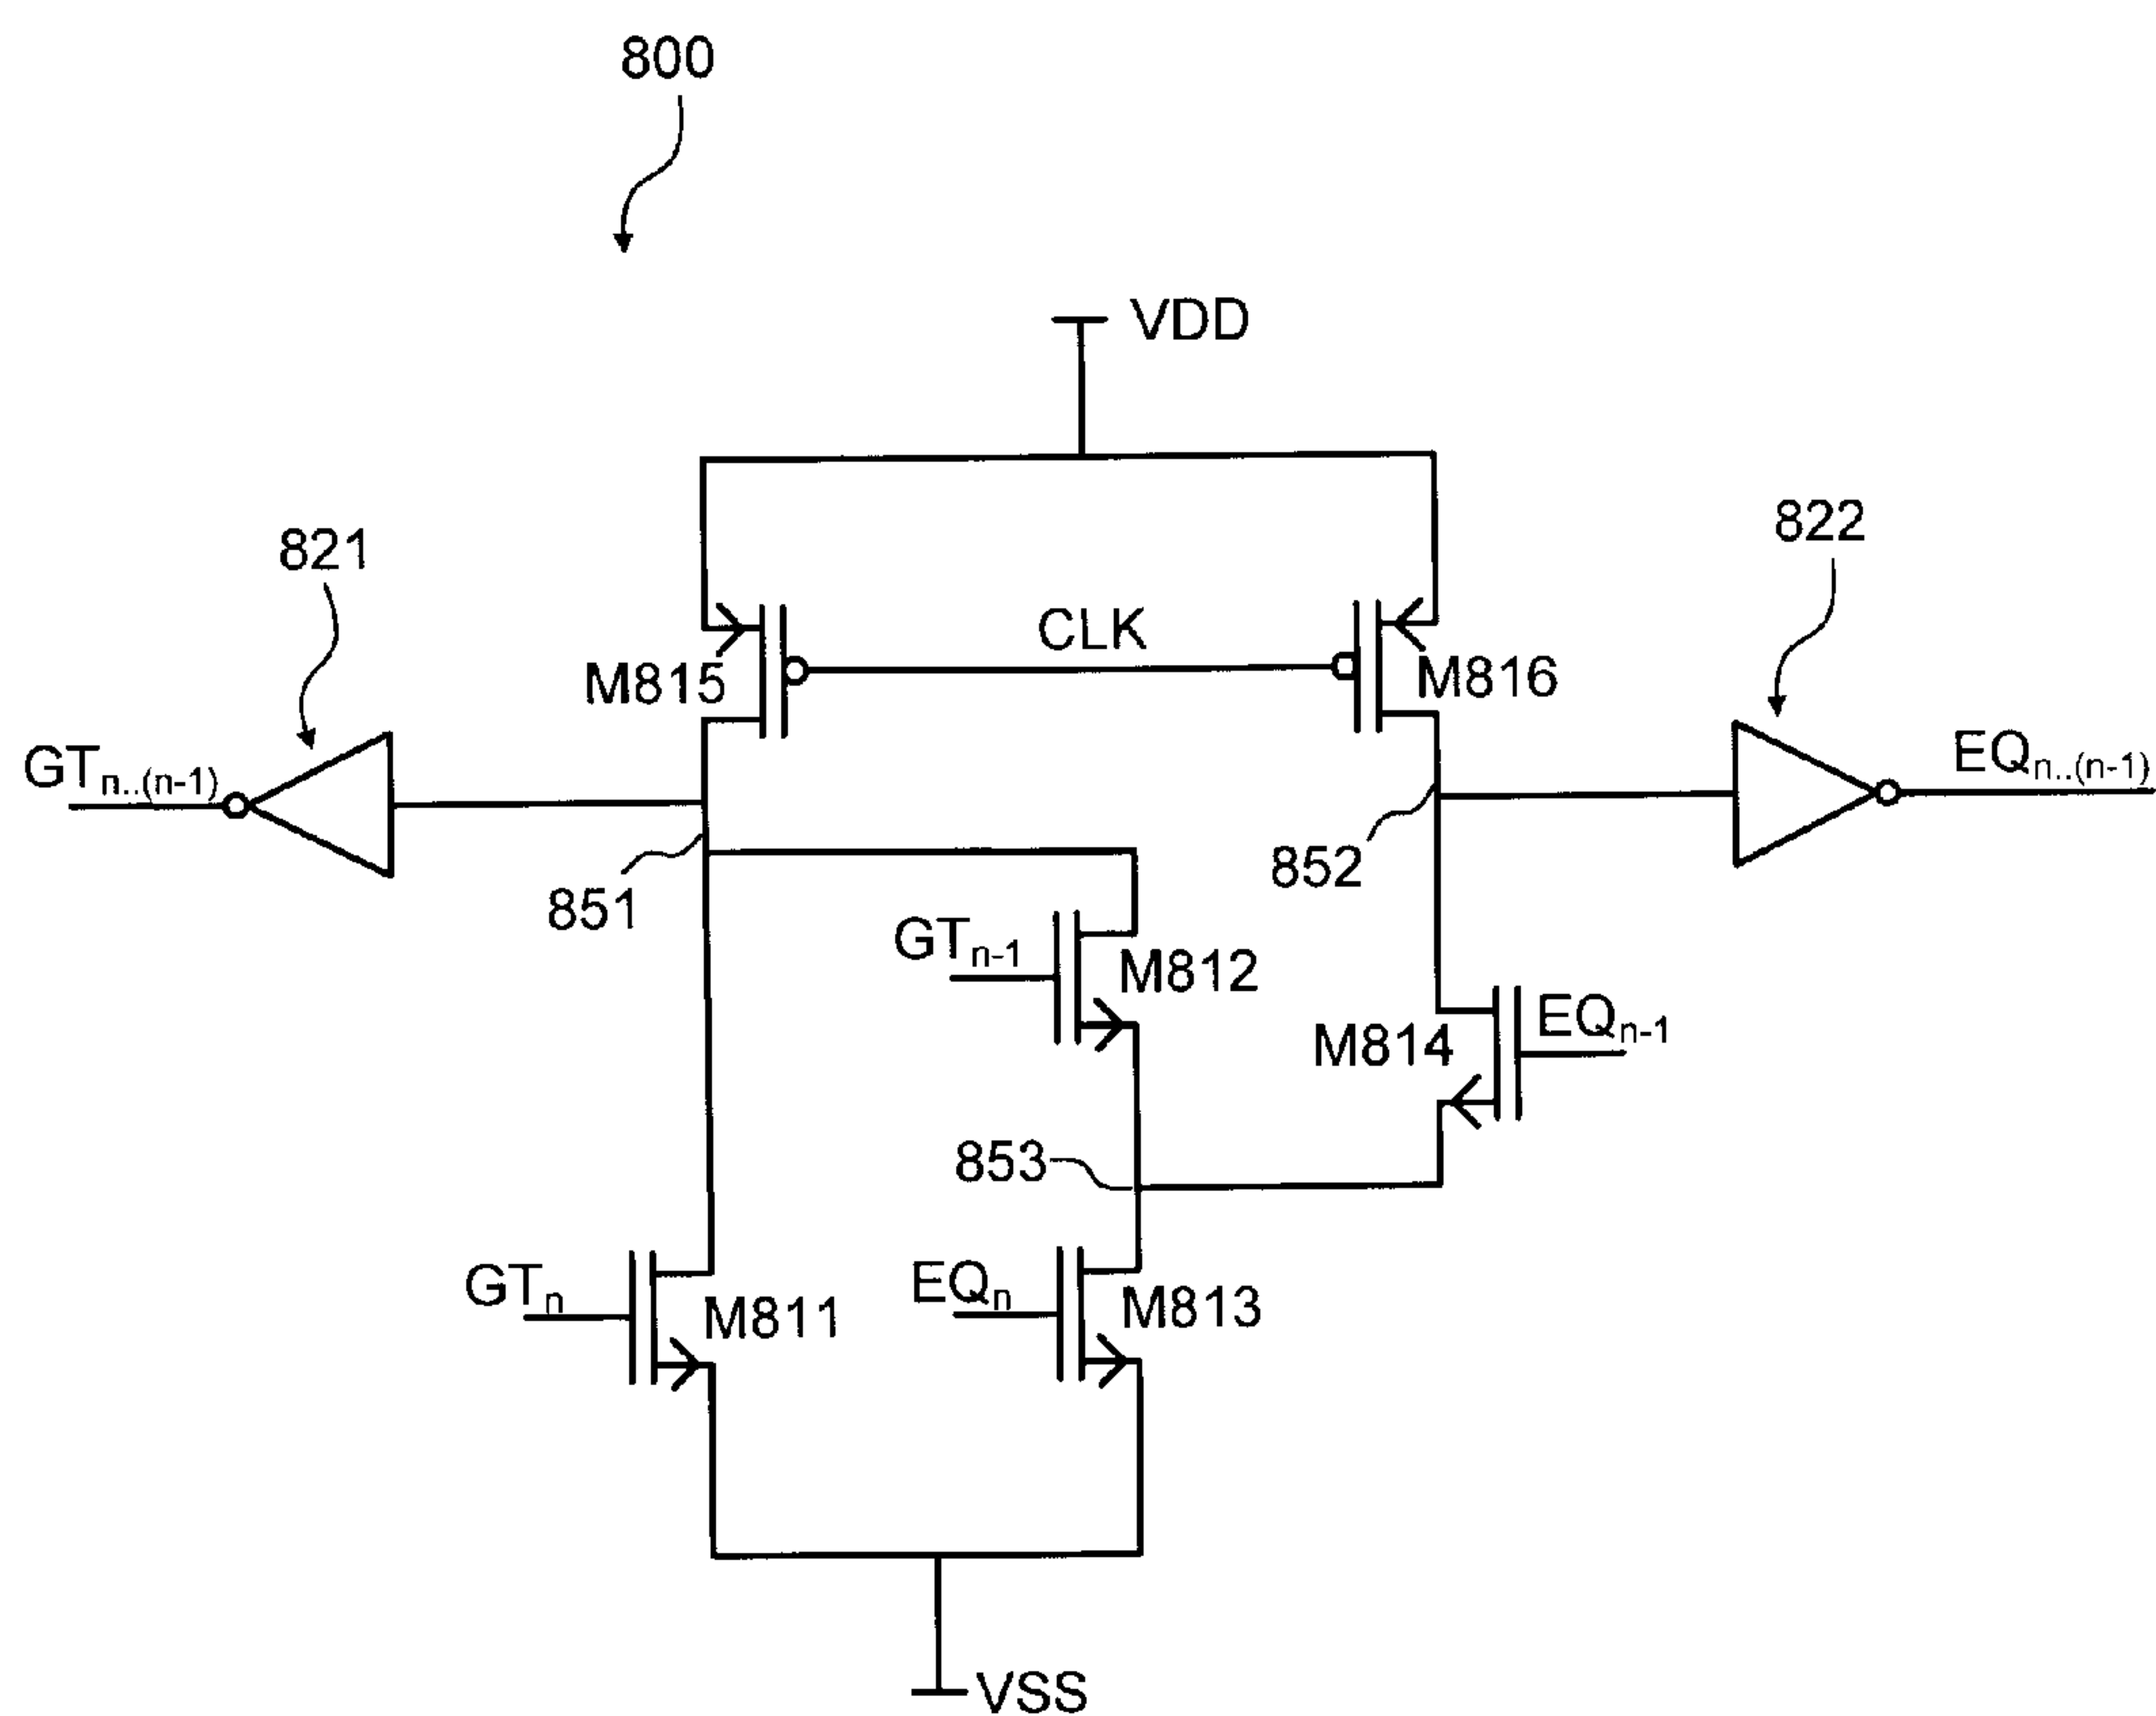 800
VDD
821
822
CLK
M815
M816
GTn..(n-1)
EQn..(n-1)
851
852
GTn-1
M812
EQn-1
M814
853
GTn
M811
EQn
M813
VSS